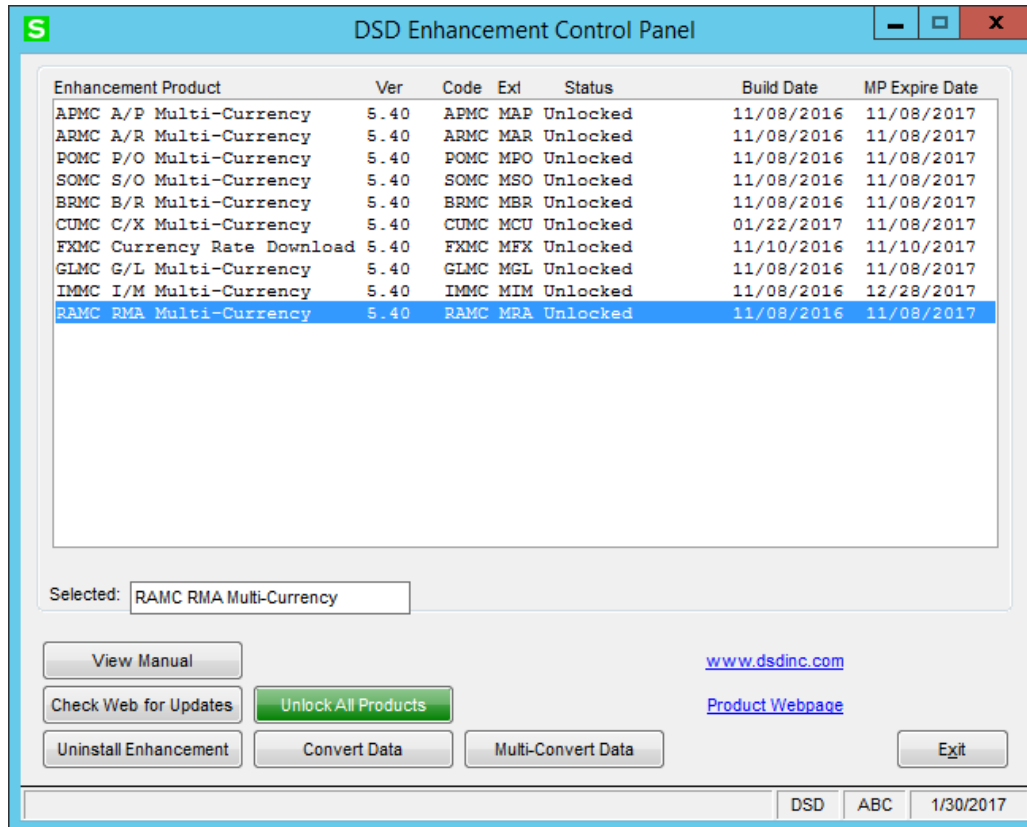 S
DSD Enhancement Control Panel
x
Enhancement Product Ver Code Ext Status Build Date MP Expire Date
APMC A/P Multi-Currency 5.40 APMC MAP Unlocked 11/08/2016 11/08/2017
ARMC A/R Multi-Currency 5.40 ARMC MAR Unlocked 11/08/2016 11/08/2017
POMC P/O Multi-Currency 5.40 POMC MPO Unlocked 11/08/2016 11/08/2017
SOMC S/O Multi-Currency 5.40 SOMC MSO Unlocked 11/08/2016 11/08/2017
BRMC B/R Multi-Currency 5.40 BRMC MBR Unlocked 11/08/2016 11/08/2017
CUMC C/X Multi-Currency 5.40 CUMC MCU Unlocked 01/22/2017 11/08/2017
FXMC Currency Rate Download 5.40 FXMC MFX Unlocked 11/10/2016 11/10/2017
GLMC G/L Multi-Currency 5.40 GLMC MGL Unlocked 11/08/2016 11/08/2017
IMMC I/M Multi-Currency 5.40 IMMC MIM Unlocked 11/08/2016 12/28/2017
RAMC RMA Multi-Currency 5.40 RAMC MRA Unlocked 11/08/2016 11/08/2017
Selected: RAMC RMA Multi-Currency
View Manual www.dsdinc.com
Check Web for Updates Unlock All Products Product Webpage
Uninstall Enhancement Convert Data Multi-Convert Data Exit
DSD ABC 1/30/2017